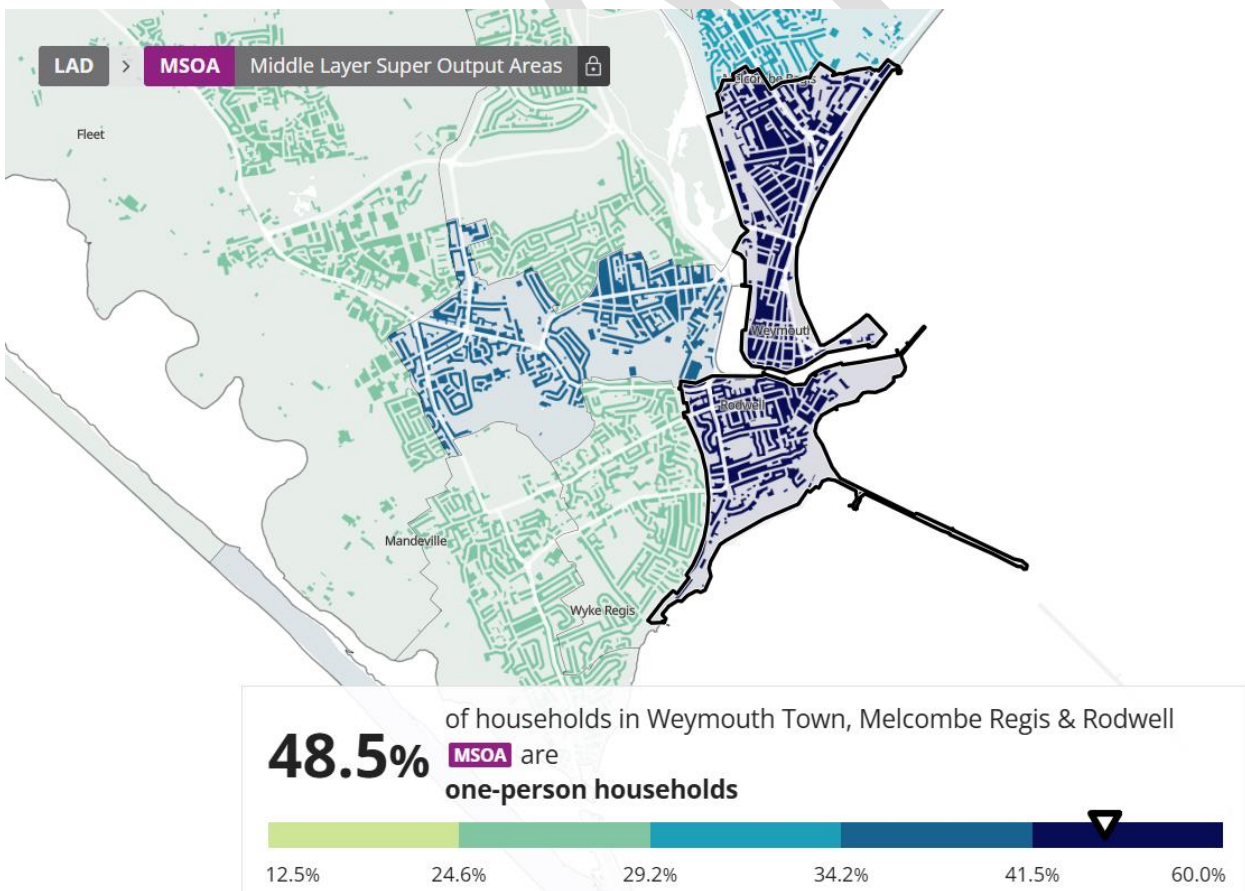 LAD > MSOA Middle Layer Super Output Areas
Melcombe Regis
Fleet
Weymouth
Rodwell
Mandeville
Wyke Regis
48.5% of households in Weymouth Town, Melcombe Regis & Rodwell
MSOA are
one-person households
12.5% 24.6% 29.2% 34.2% 41.5% 60.0%